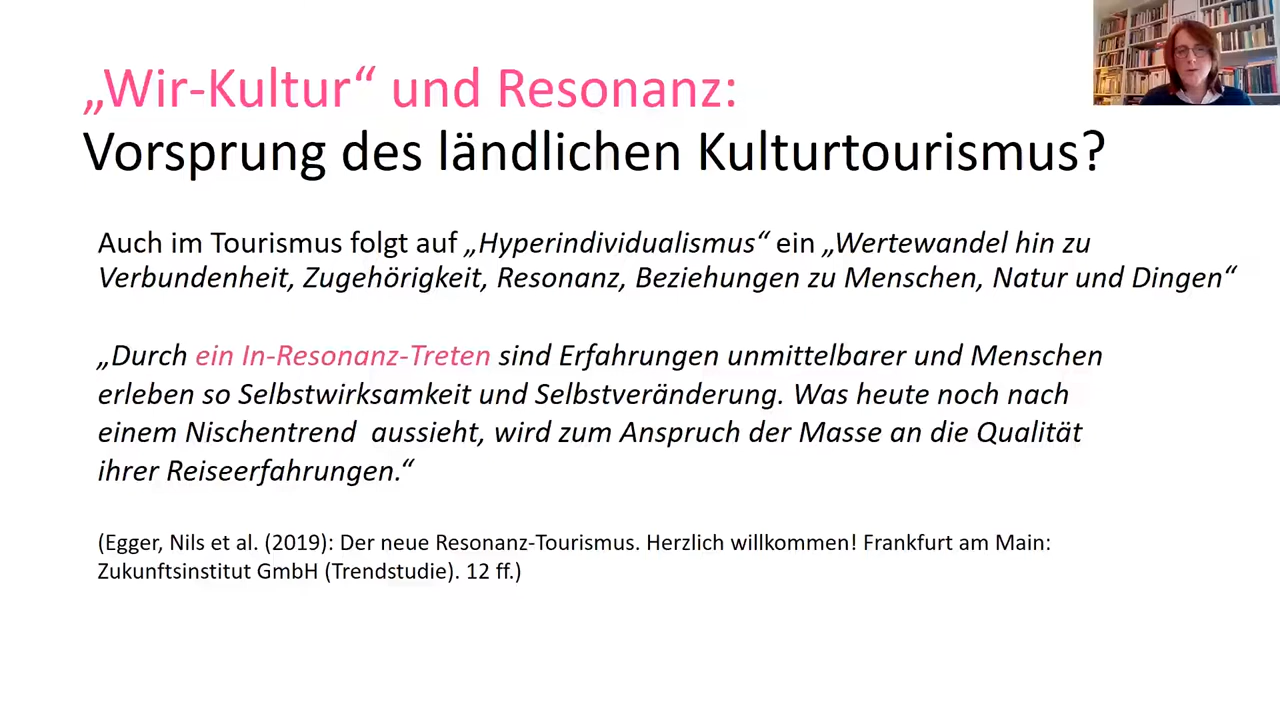 „Wir-Kultur“ und Resonanz:
Vorsprung des ländlichen Kulturtourismus?
Auch im Tourismus folgt auf „Hyperindividualismus“ ein „Wertewandel hin zu
Verbundenheit, Zugehörigkeit, Resonanz, Beziehungen zu Menschen, Natur und Dingen“
„Durch ein In-Resonanz-Treten sind Erfahrungen unmittelbarer und Menschen
erleben so Selbstwirksamkeit und Selbstveränderung. Was heute noch nach
einem Nischentrend aussieht, wird zum Anspruch der Masse an die Qualität
ihrer Reiseerfahrungen.“
(Egger, Nils et al. (2019): Der neue Resonanz-Tourismus. Herzlich willkommen! Frankfurt am Main:
Zukunftsinstitut GmbH (Trendstudie). 12 ff.)